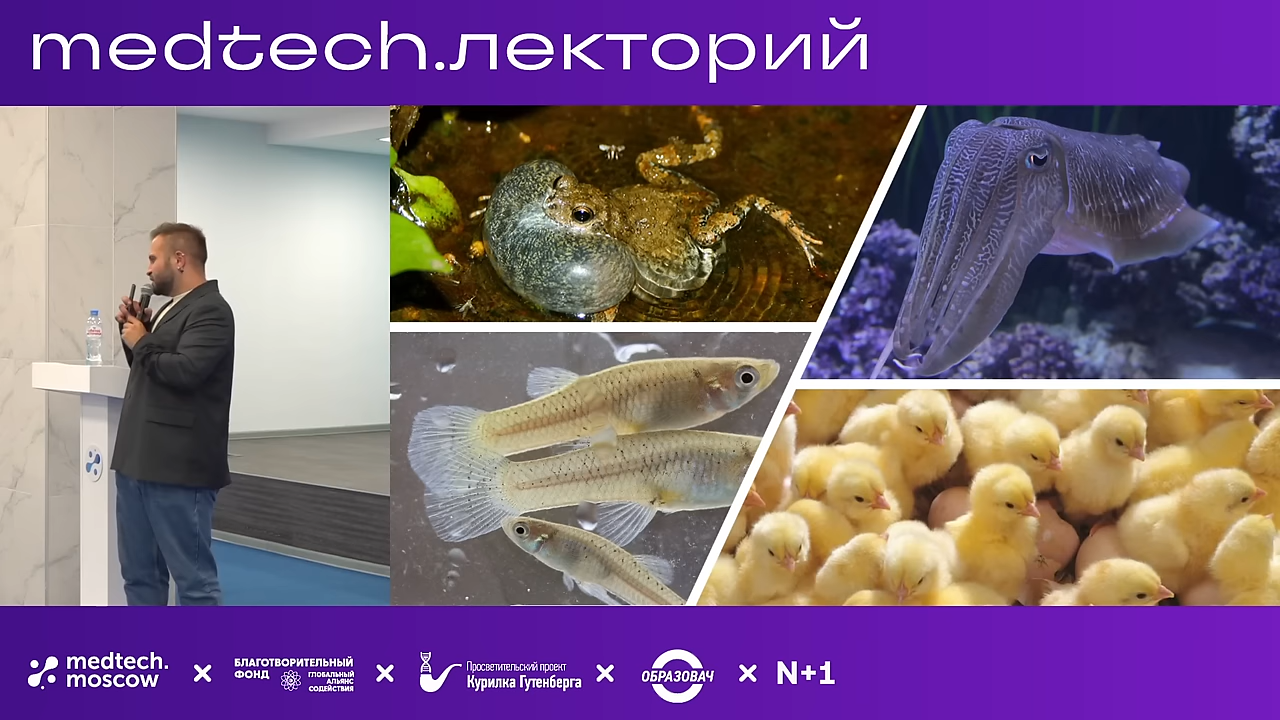 medtech.лекторий
medtech.
moscow
БЛАГОТВОРИТЕЛЬНЫЙ
ФОНД
ГЛОБАЛЬНЫЙ
АЛЬЯНС
СОДЕЙСТВИЯ
Просветительский проект
Курилка Гутенберга
ОБРАЗОВАЧ
N+1